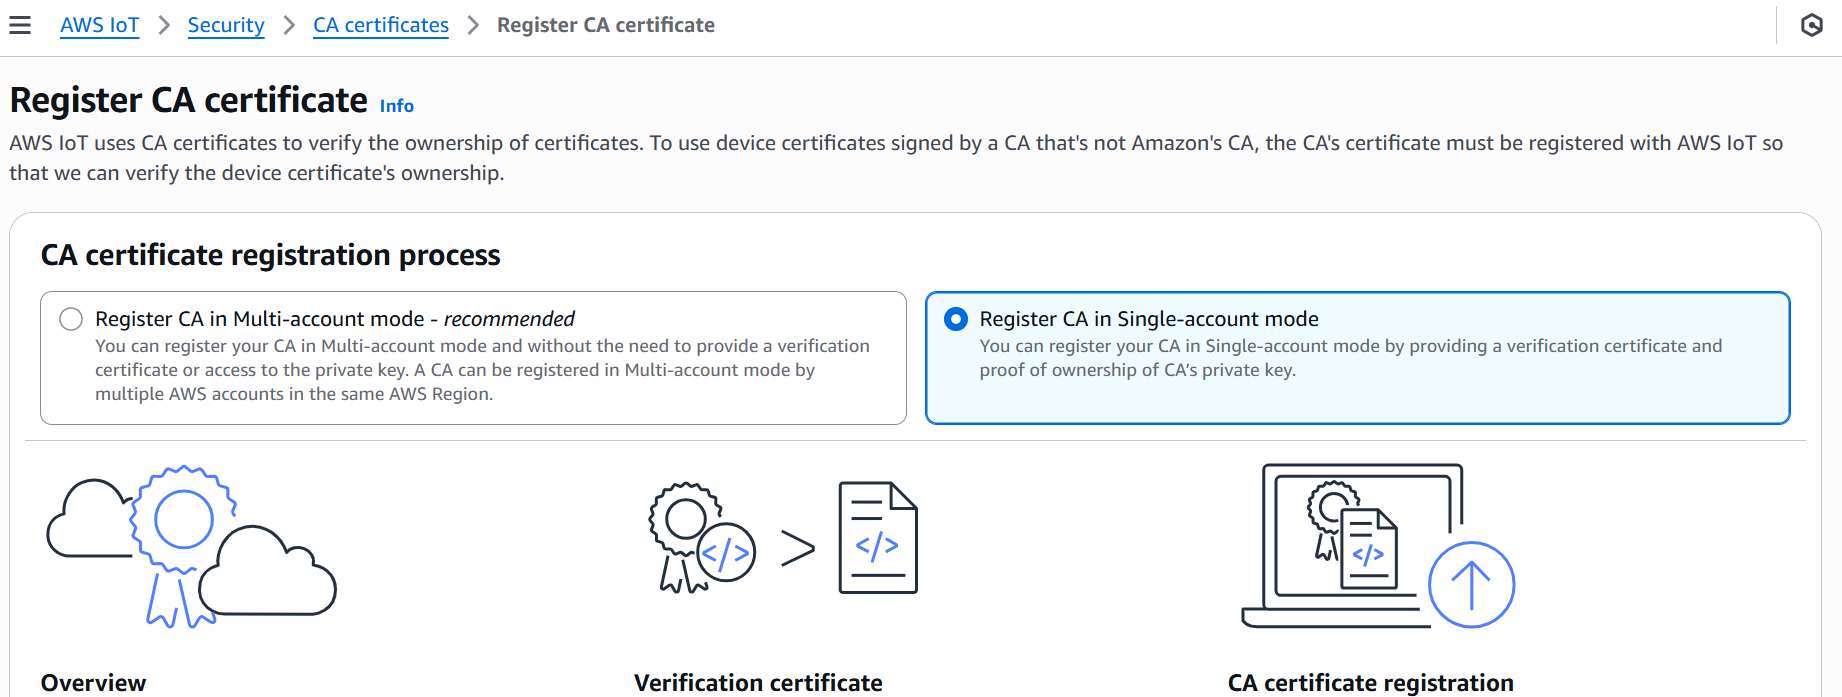 AWS IoT > Security > CA certificates > Register CA certificate
Register CA certificate Info
AWS IoT uses CA certificates to verify the ownership of certificates. To use device certificates signed by a CA that's not Amazon's CA, the CA's certificate must be registered with AWS IoT so
that we can verify the device certificate's ownership.
CA certificate registration process
Register CA in Multi-account mode - recommended
You can register your CA in Multi-account mode and without the need to provide a verification
certificate or access to the private key. A CA can be registered in Multi-account mode by
multiple AWS accounts in the same AWS Region.
Register CA in Single-account mode
You can register your CA in Single-account mode by providing a verification certificate and
proof of ownership of CA’s private key.
Overview
Verification certificate
CA certificate registration